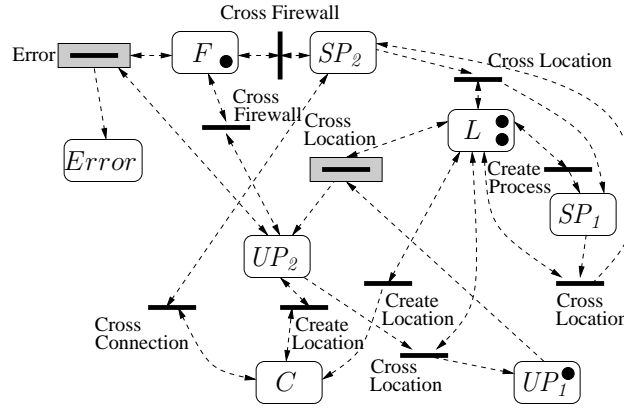 Cross Firewall
Error
F
SP₂
Cross Location
Cross
Firewall
Cross
Location
L
Error
Create
Process
SP₁
UP₂
Cross
Connection
Create
Location
Create
Location
Cross
Location
Cross
Location
C
UP₁